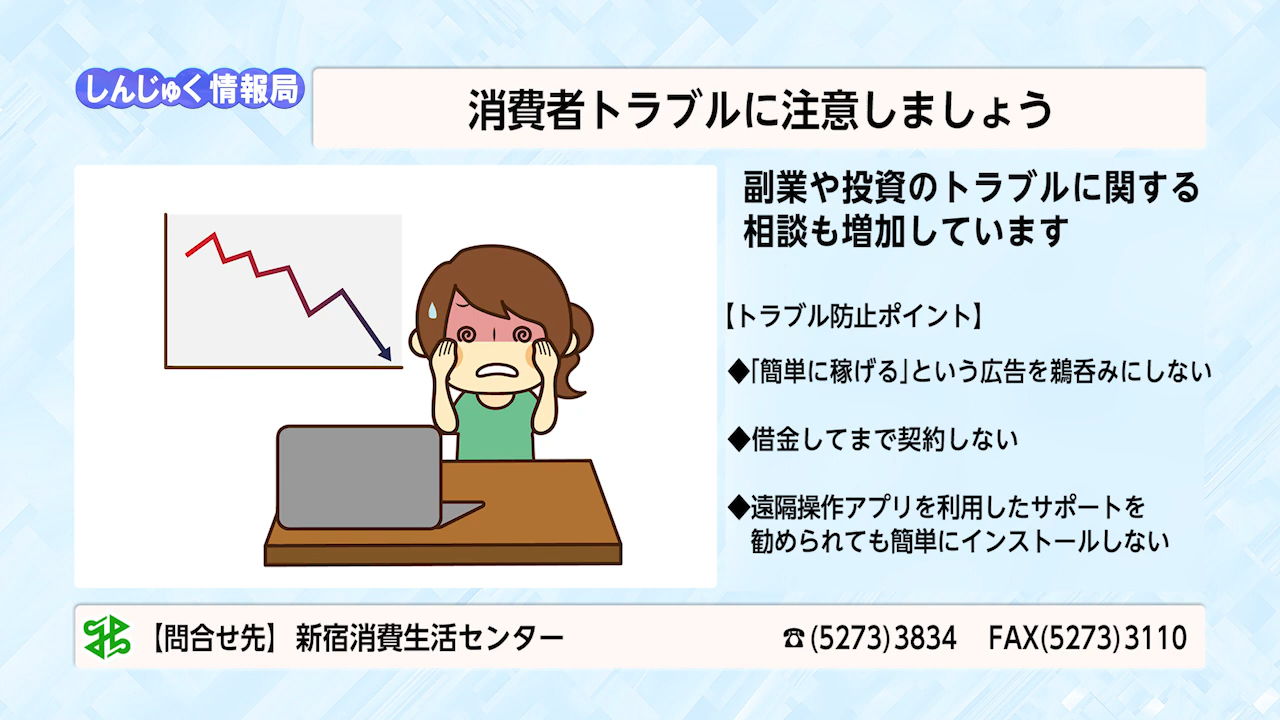 しんじゅく情報局
消費者トラブルに注意しましょう
副業や投資のトラブルに関する
相談も増加しています
【トラブル防止ポイント】
◆「簡単に稼げる」という広告を鵜呑みにしない
◆借金してまで契約しない
◆遠隔操作アプリを利用したサポートを
勧められても簡単にインストールしない
【問合せ先】 新宿消費生活センター
☎(5273)3834 FAX(5273)3110